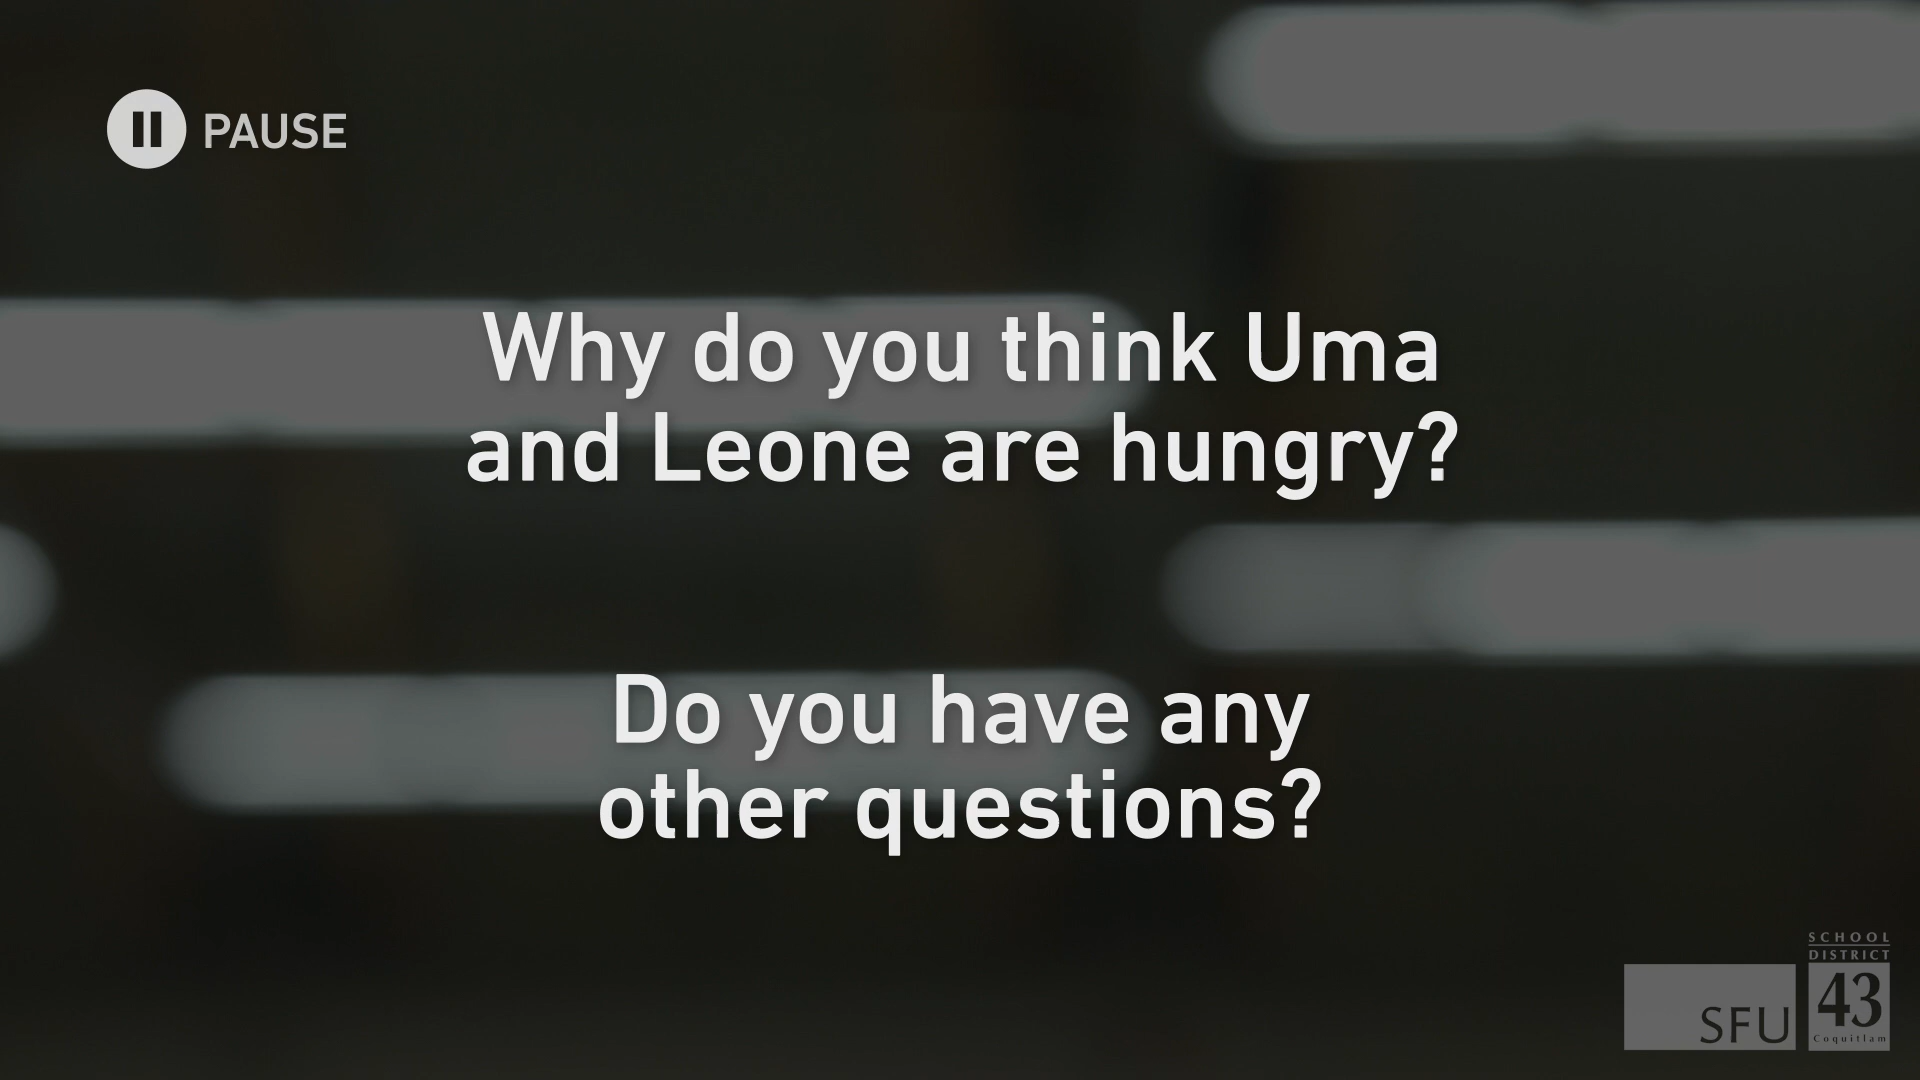 PAUSE
Why do you think Uma
and Leone are hungry?
Do you have any
other questions?
SCHOOL
DISTRICT
43
Coquitlam
SFU